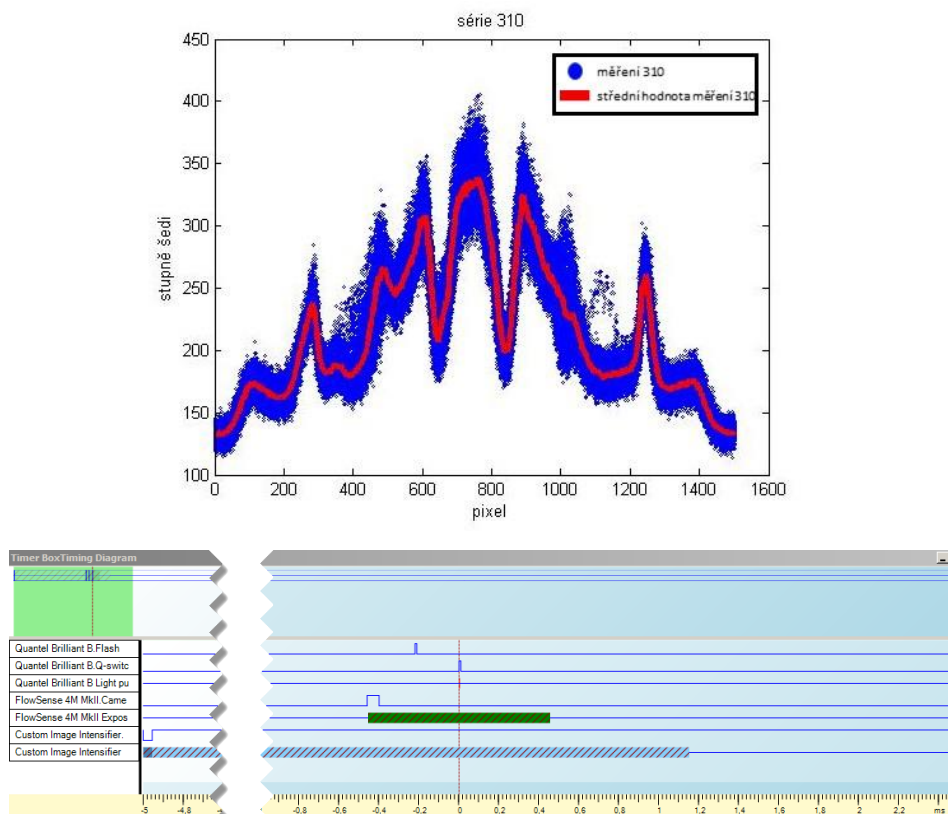 série 310
450
400
350
300
250
200
150
100
stupně šedi
měření 310
střední hodnota měření 310
0 200 400 600 800 1000 1200 1400 1600
pixel
Timer BoxTiming Diagram
Quantel Brilliant B.Flash
Quantel Brilliant B.Q-switc
Quantel Brilliant B Light pu
FlowSense 4M MkII.Came
FlowSense 4M MkII Expos
Custom Image Intensifier.
Custom Image Intensifier
-5 -4.8 -0.8 -0.6 -0.4 -0.2 0 0.2 0.4 0.6 0.8 1 1.2 1.4 1.6 1.8 2 2.2 ms